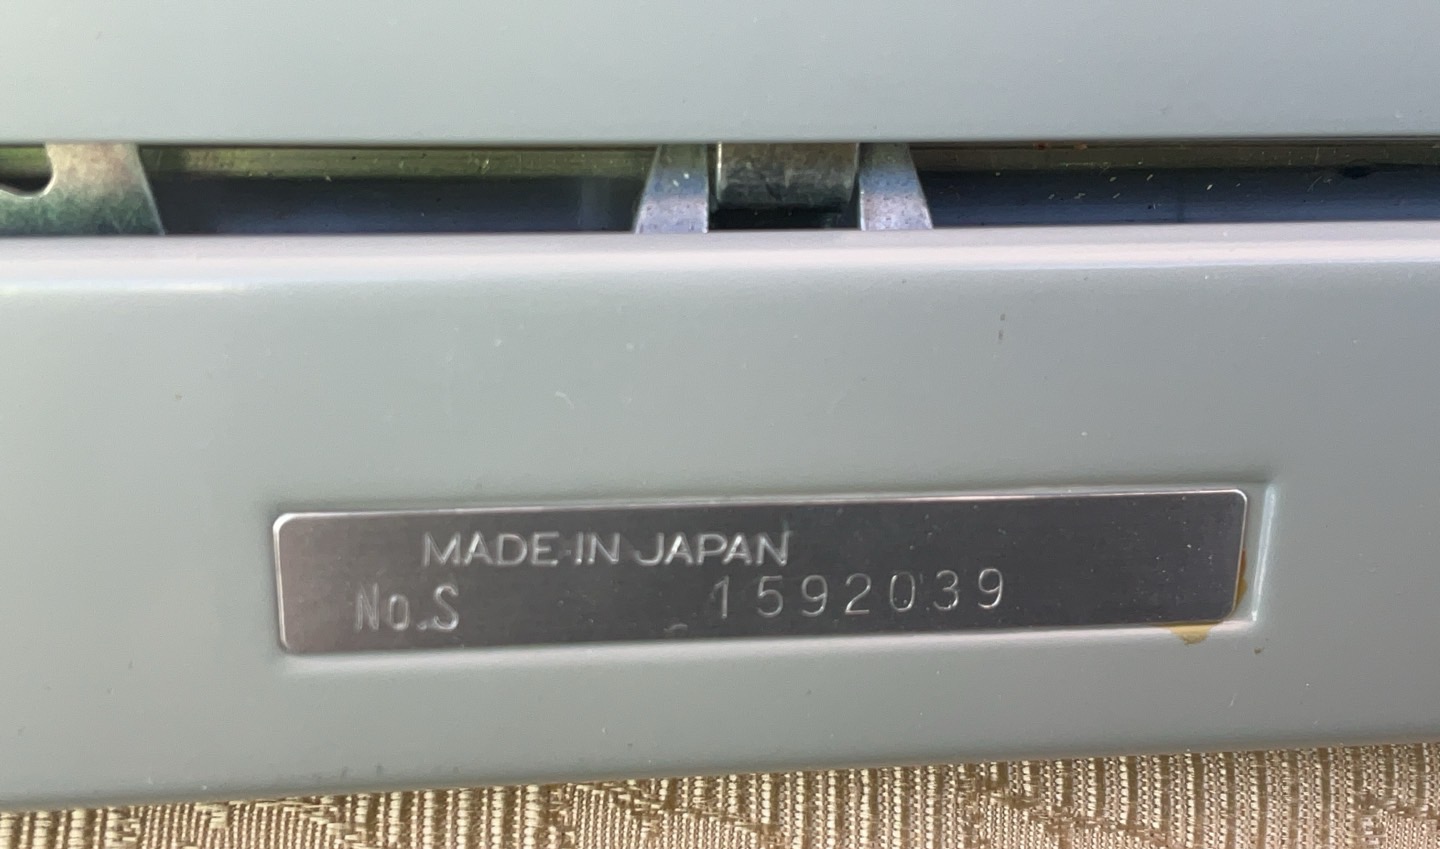 MADE IN JAPAN
No.S 1592039